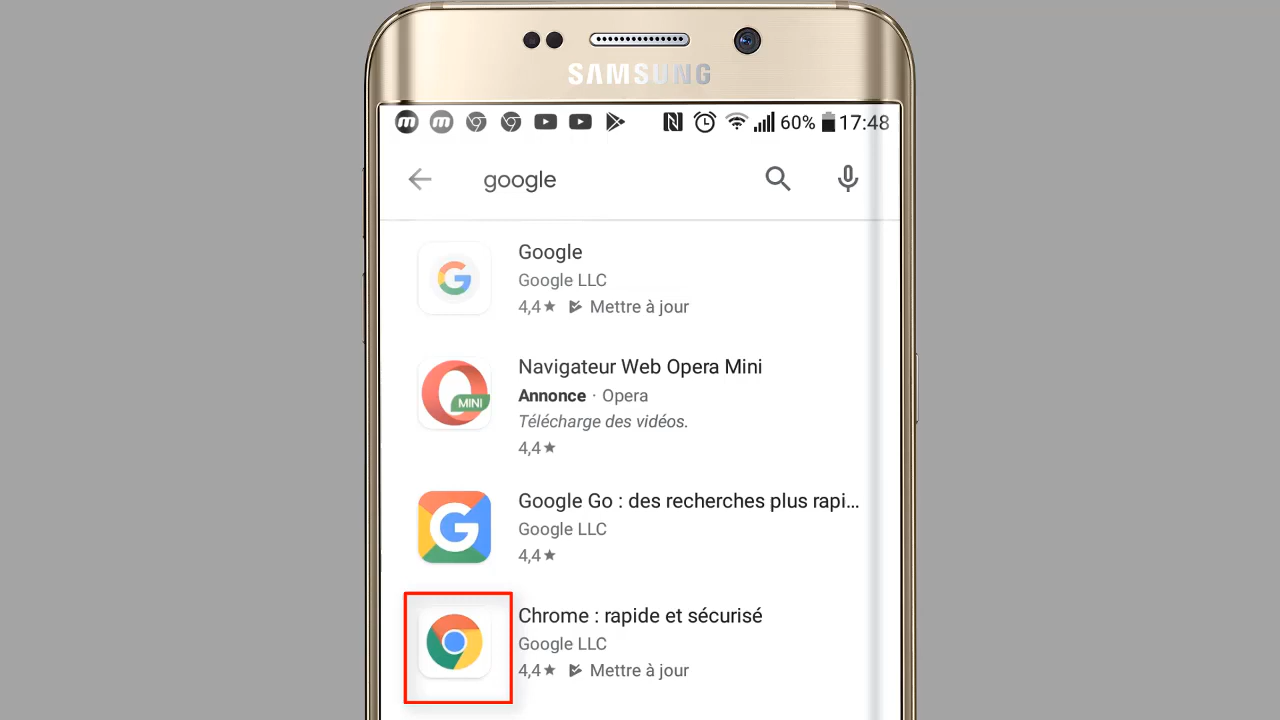 SAMSUNG
60% 17:48
google
Google
Google LLC
4,4★ Mettre à jour
Navigateur Web Opera Mini
Annonce · Opera
Télécharge des vidéos.
4,4★
MINI
Google Go : des recherches plus rapi...
Google LLC
4,4★
Chrome : rapide et sécurisé
Google LLC
4,4★ Mettre à jour